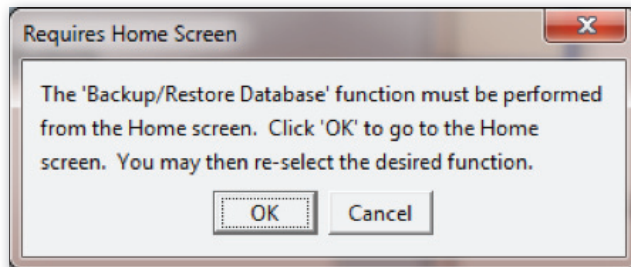 Requires Home Screen
The 'Backup/Restore Database' function must be performed
from the Home screen.  Click 'OK' to go to the Home
screen.  You may then re-select the desired function.
OK Cancel